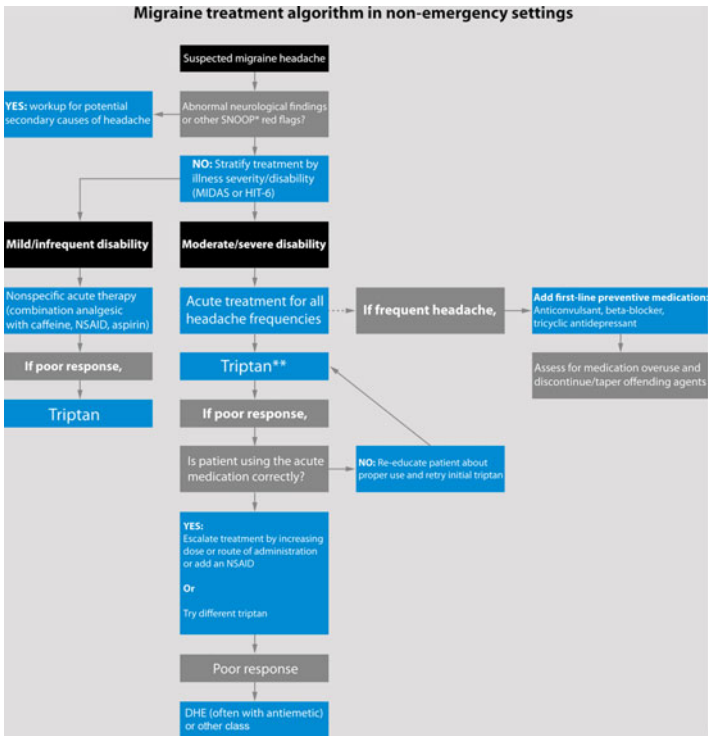 Migraine treatment algorithm in non-emergency settings
Suspected migraine headache
Abnormal neurological findings
or other SNOOP* red flags?
YES: workup for potential
secondary causes of headache
NO: Stratify treatment by
illness severity/disability
(MIDAS or HIT-6)
Mild/infrequent disability
Nonspecific acute therapy
(combination analgesic
with caffeine, NSAID, aspirin)
If poor response,
Triptan
Moderate/severe disability
Acute treatment for all
headache frequencies
If frequent headache,
Add first-line preventive medication:
Anticonvulsant, beta-blocker,
tricyclic antidepressant
Assess for medication overuse and
discontinue/taper offending agents
Triptan**
If poor response,
Is patient using the acute
medication correctly?
NO: Re-educate patient about
proper use and retry initial triptan
YES:
Escalate treatment by increasing
dose or route of administration
or add an NSAID
Or
Try different triptan
Poor response
DHE (often with antiemetic)
or other class